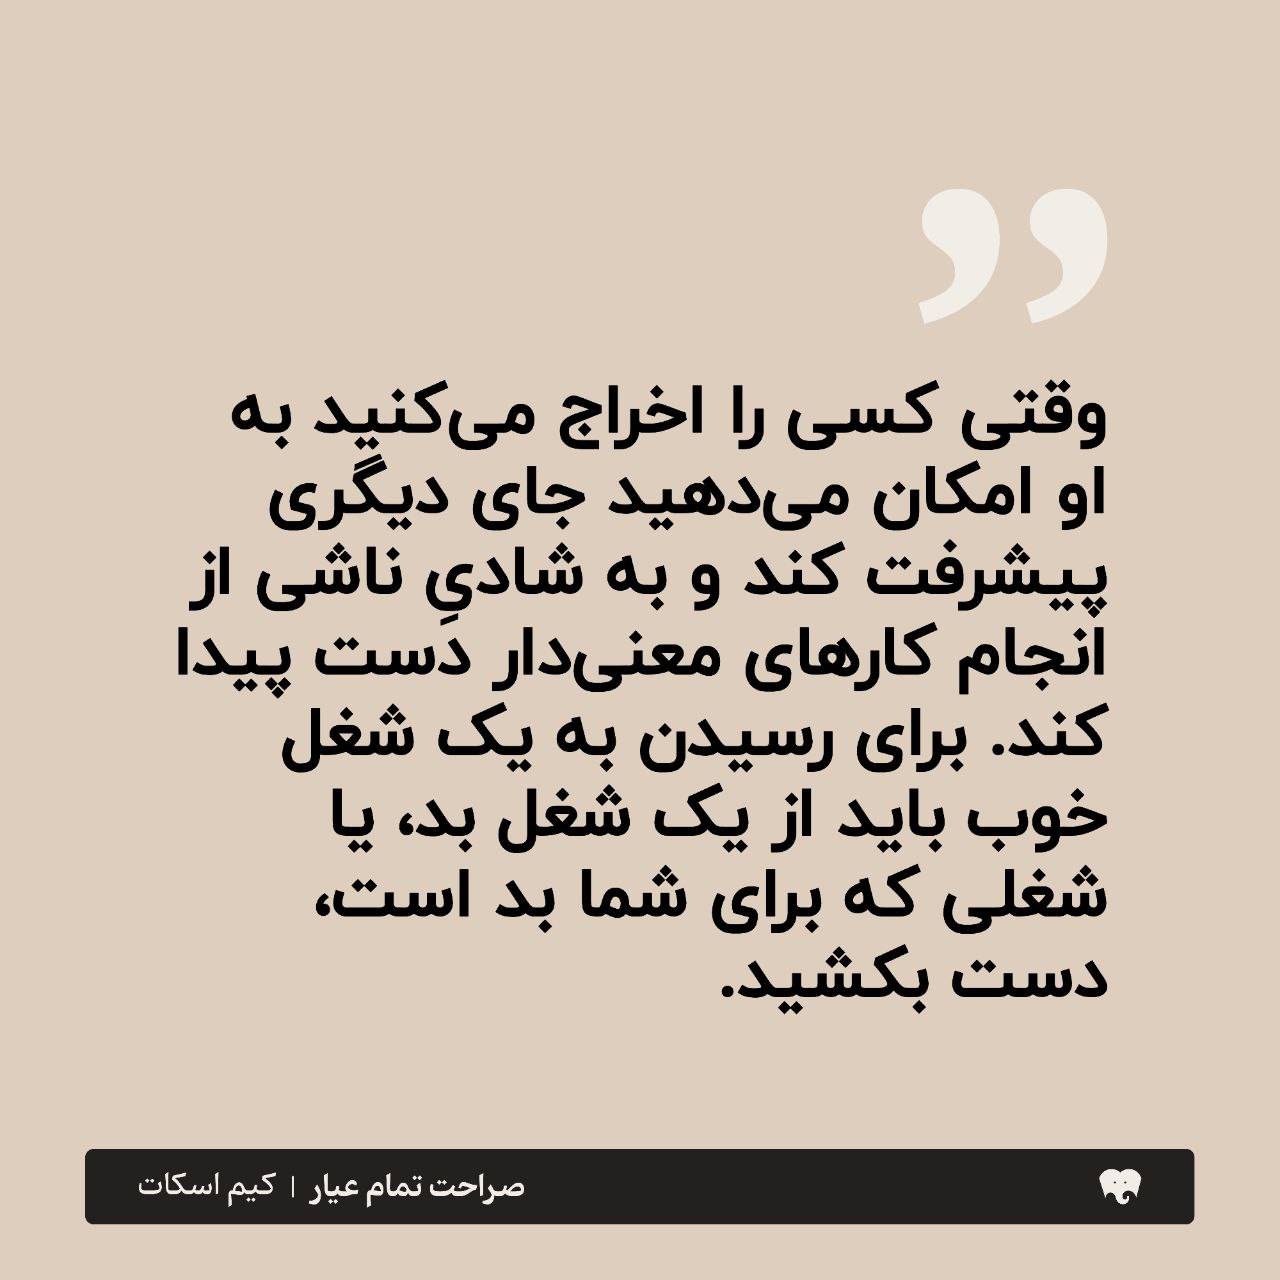 وقتی کسی را اخراج می‌کنید به
او امکان می‌دهید جای دیگری
پیشرفت کند و به شادیِ ناشی از
انجام کارهای معنی‌دار دست پیدا
کند. برای رسیدن به یک شغل
خوب باید از یک شغل بد، یا
شغلی که برای شما بد است،
دست بکشید.
صراحت تمام عیار | کیم اسکات